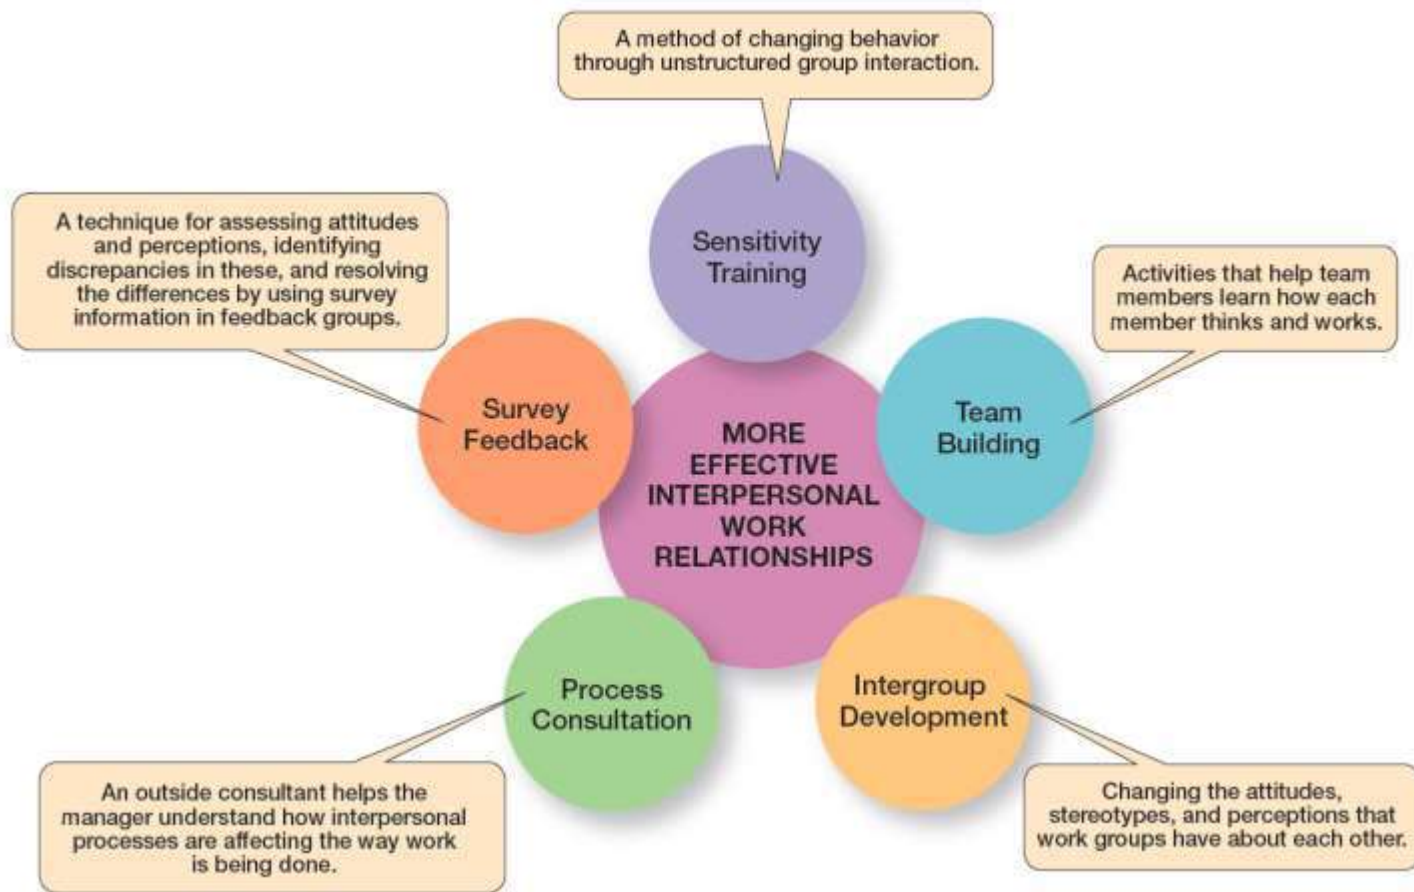 A method of changing behavior
through unstructured group interaction.
Sensitivity
Training
A technique for assessing attitudes
and perceptions, identifying
discrepancies in these, and resolving
the differences by using survey
information in feedback groups.
Survey
Feedback
Activities that help team
members learn how each
member thinks and works.
Team
Building
MORE
EFFECTIVE
INTERPERSONAL
WORK
RELATIONSHIPS
Process
Consultation
An outside consultant helps the
manager understand how interpersonal
processes are affecting the way work
is being done.
Intergroup
Development
Changing the attitudes,
stereotypes, and perceptions that
work groups have about each other.